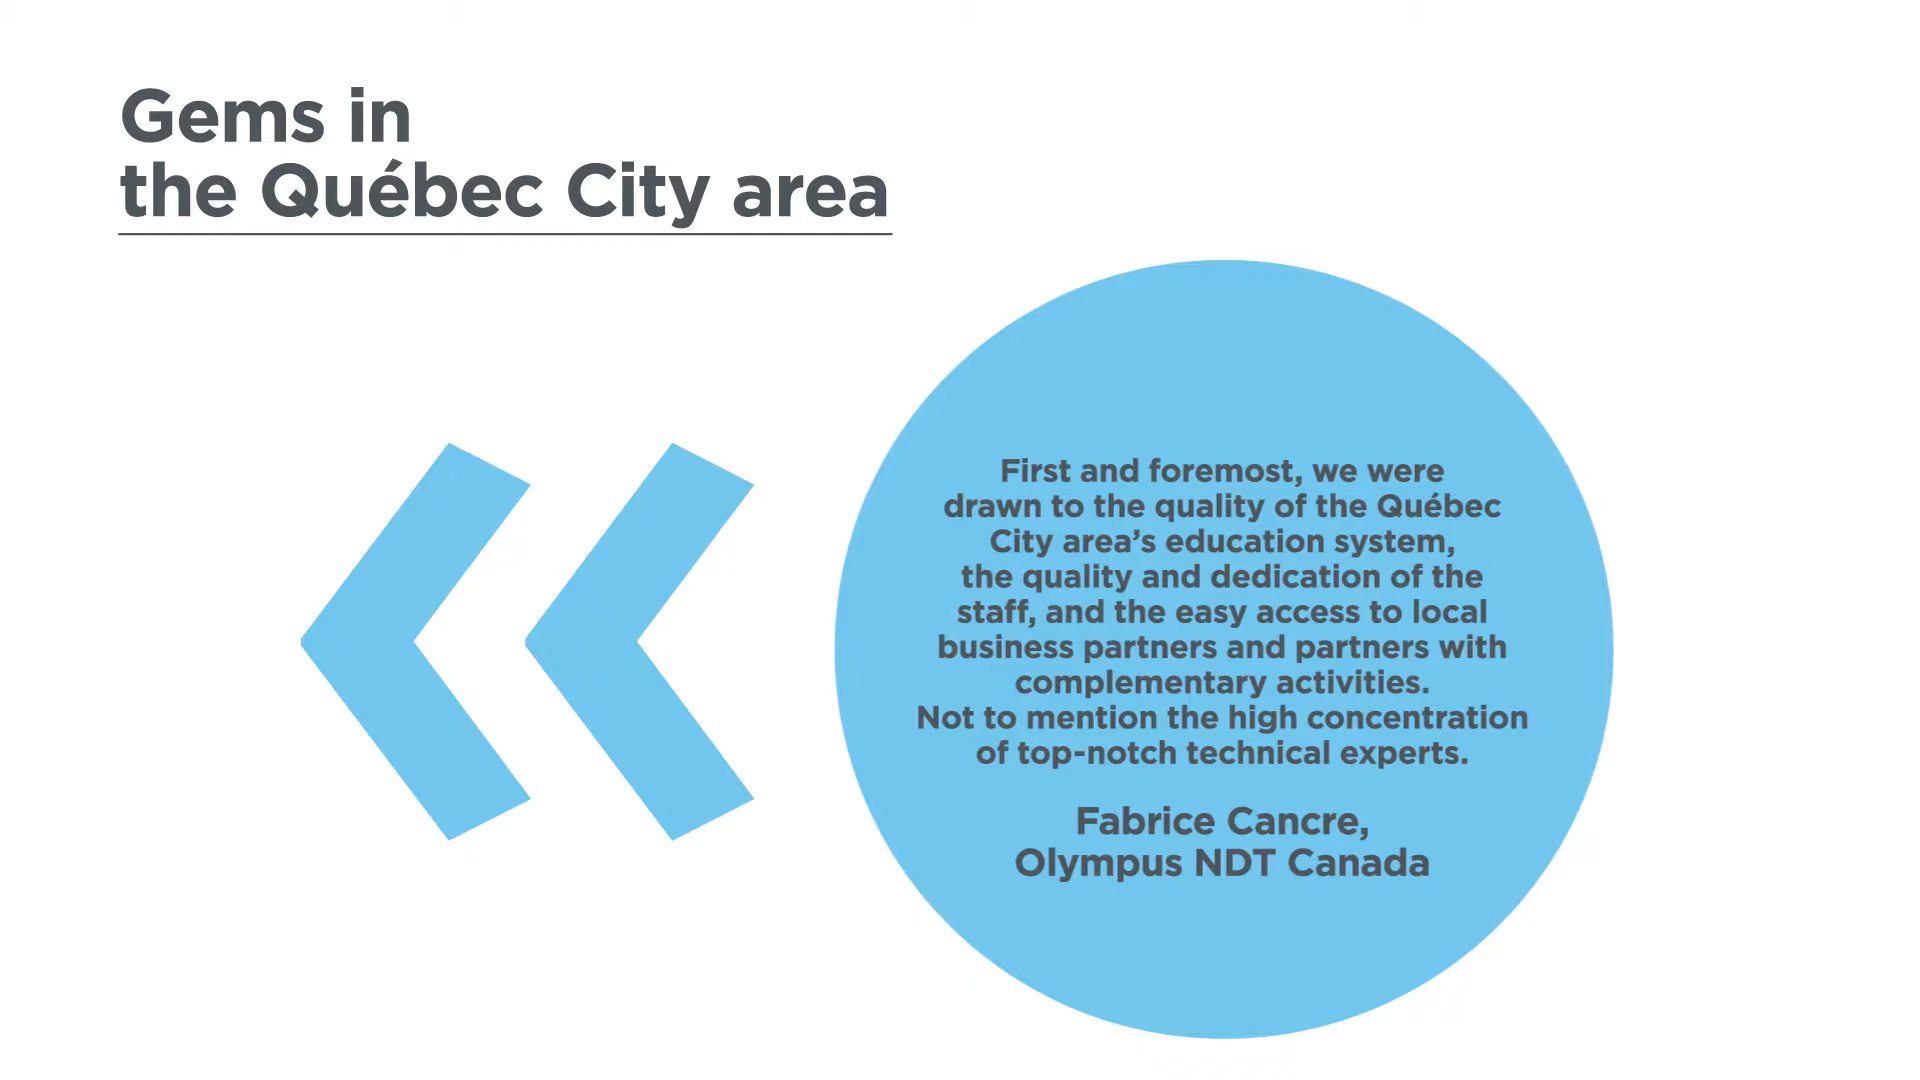 Gems in
the Québec City area
First and foremost, we were
drawn to the quality of the Québec
City area’s education system,
the quality and dedication of the
staff, and the easy access to local
business partners and partners with
complementary activities.
Not to mention the high concentration
of top-notch technical experts.
Fabrice Cancre,
Olympus NDT Canada